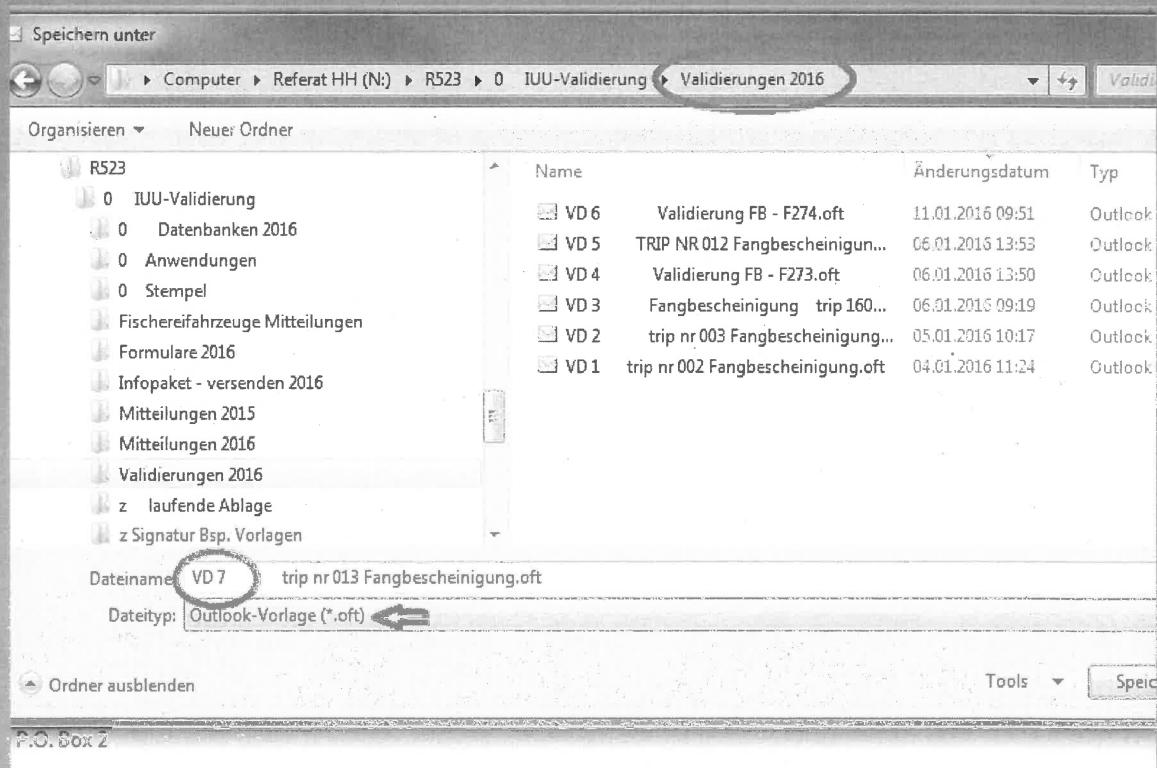 Speichern unter
Computer ▸ Referat HH (N:) ▸ R523 ▸ 0 IUU-Validierung ▸ Validierungen 2016
Organisieren ▾ Neuer Ordner
R523
0 IUU-Validierung
0 Datenbanken 2016
0 Anwendungen
0 Stempel
Fischereifahrzeuge Mitteilungen
Formulare 2016
Infopaket - versenden 2016
Mitteilungen 2015
Mitteilungen 2016
Validierungen 2016
z laufende Ablage
z Signatur Bsp. Vorlagen
Name Änderungsdatum Typ
VD 6 Validierung FB - F274.oft 11.01.2016 09:51 Outlook
VD 5 TRIP NR 012 Fangbescheinigun... 06.01.2016 13:53 Outlook
VD 4 Validierung FB - F273.oft 06.01.2016 13:50 Outlook
VD 3 Fangbescheinigung trip 160... 06.01.2016 09:19 Outlook
VD 2 trip nr 003 Fangbescheinigung... 05.01.2016 10:17 Outlook
VD 1 trip nr 002 Fangbescheinigung.oft 04.01.2016 11:24 Outlook
Dateiname VD 7 trip nr 013 Fangbescheinigung.oft
Dateityp: Outlook-Vorlage (*.oft)
Ordner ausblenden Tools ▾ Speic
P.O. Box 2